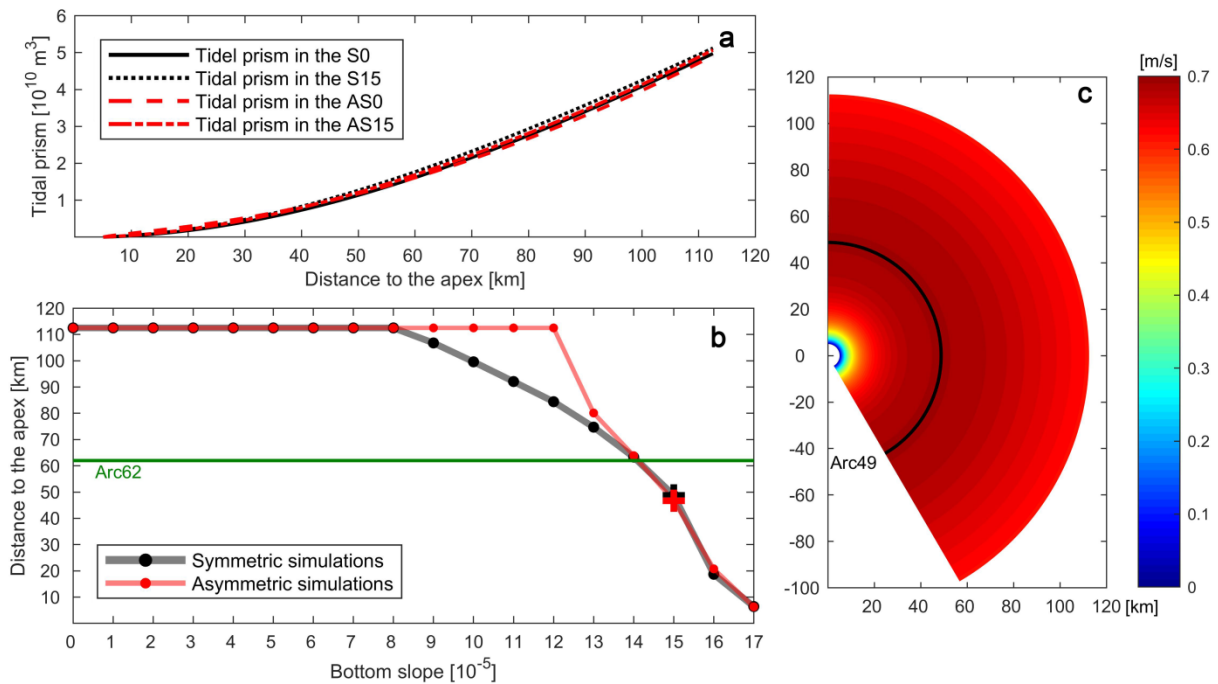 a
6
5
4
3
2
1
Tidal prism [10^10 m^3]
Tidel prism in the S0
Tidal prism in the S15
Tidal prism in the AS0
Tidal prism in the AS15
10 20 30 40 50 60 70 80 90 100 110 120
Distance to the apex [km]
b
120
110
100
90
80
70
60
50
40
30
20
10
Distance to the apex [km]
Arc62
Symmetric simulations
Asymmetric simulations
0 1 2 3 4 5 6 7 8 9 10 11 12 13 14 15 16 17
Bottom slope [10^-5]
c
120
100
80
60
40
20
0
-20
-40
-60
-80
-100
Arc49
20 40 60 80 100 120
[km]
[m/s]
0.7
0.6
0.5
0.4
0.3
0.2
0.1
0